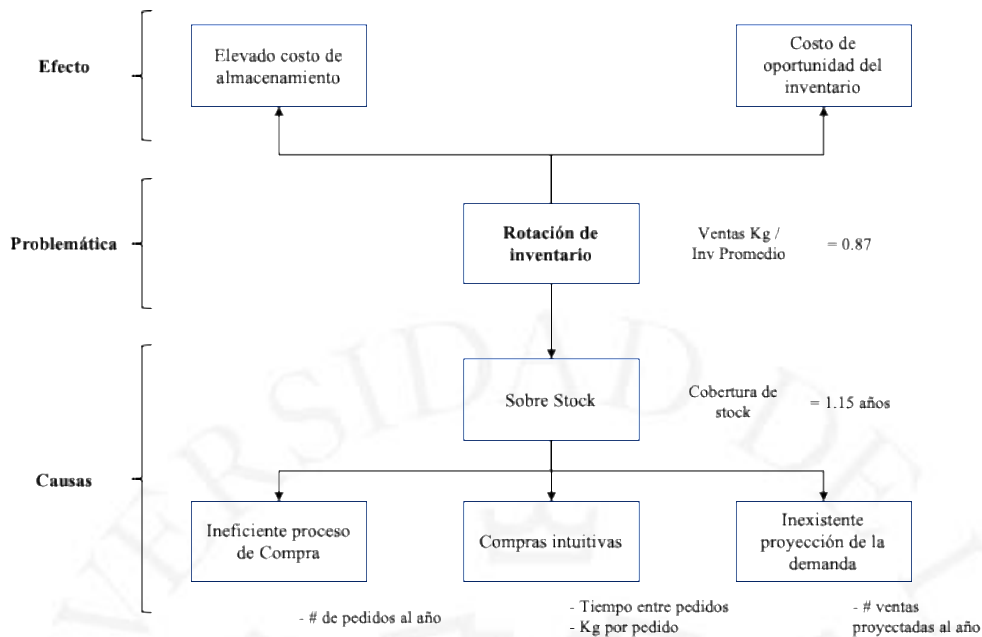 Efecto
Elevado costo de
almacenamiento
Costo de
oportunidad del
inventario
Problemática
Rotación de
inventario
Ventas Kg /
Inv Promedio
= 0.87
Causas
Sobre Stock
Cobertura de
stock
= 1.15 años
Ineficiente proceso
de Compra
Compras intuitivas
Inexistente
proyección de la
demanda
- # de pedidos al año
- Tiempo entre pedidos
- Kg por pedido
- # ventas
proyectadas al año
VERSIDAD DE L